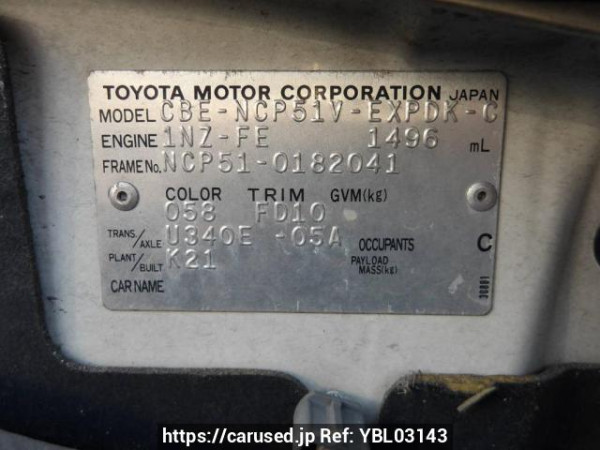 TOYOTA MOTOR CORPORATION JAPAN
MODEL CBE-NCP51V-EXPDK-C
ENGINE 1NZ-FE 1496 mL
FRAME No. NCP51-0182041
COLOR TRIM GVM(kg)
058 FD10
TRANS/AXLE U340E -05A OCCUPANTS C
PLANT/BUILT K21 PAYLOAD MASS(kg)
CAR NAME
https://carused.jp Ref: YBL03143